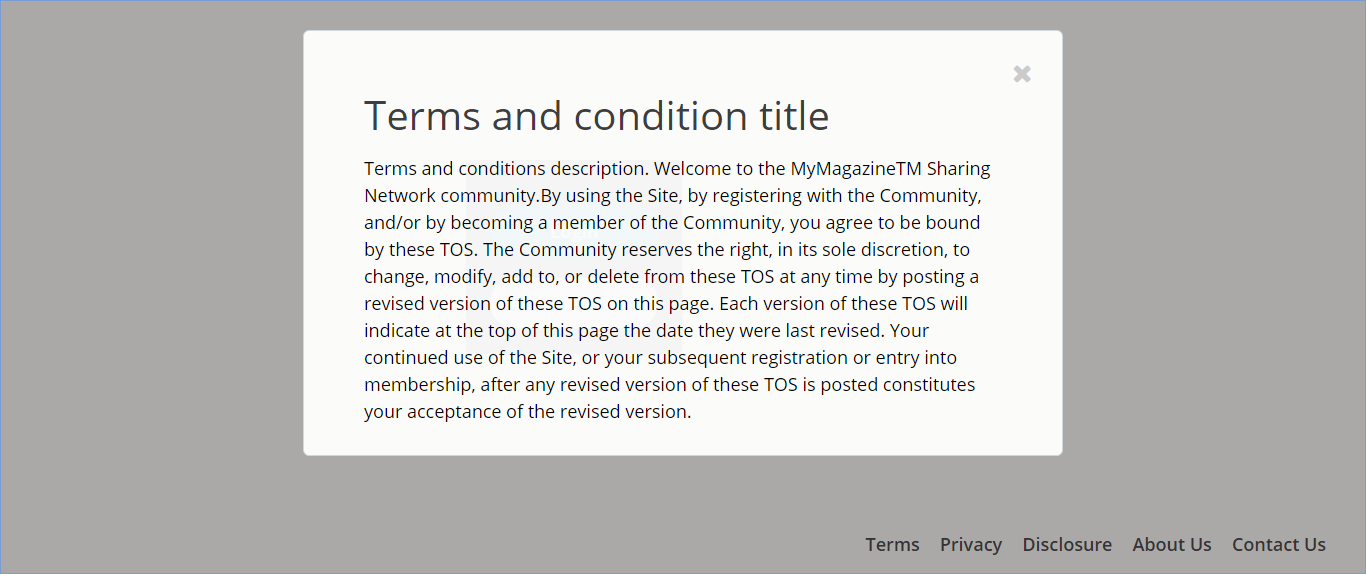 Terms and condition title
Terms and conditions description. Welcome to the MyMagazineTM Sharing
Network community.By using the Site, by registering with the Community,
and/or by becoming a member of the Community, you agree to be bound
by these TOS. The Community reserves the right, in its sole discretion, to
change, modify, add to, or delete from these TOS at any time by posting a
revised version of these TOS on this page. Each version of these TOS will
indicate at the top of this page the date they were last revised. Your
continued use of the Site, or your subsequent registration or entry into
membership, after any revised version of these TOS is posted constitutes
your acceptance of the revised version.
Terms Privacy Disclosure About Us Contact Us